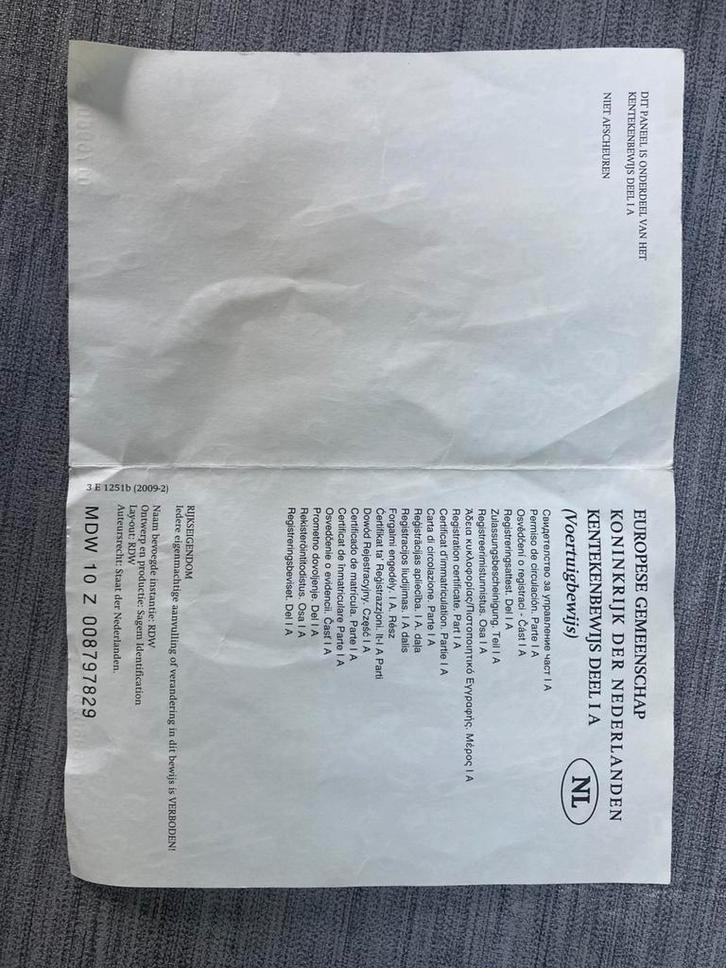 DIT PANEEL IS ONDERDEEL VAN HET
KENTEKENBEWIJS DEEL I A
NIET AFSCHEUREN
EUROPESE GEMEENSCHAP
KONINKRIJK DER NEDERLANDEN
KENTEKENBEWIJS DEEL I A
(Voertuigbewijs)
NL
Свидетелство за управление част I A
Permiso de circulación. Parte I A
Osvědčení o registraci - Část I A
Registreringsattest. Del I A
Zulassungsbescheinigung. Teil I A
Registreerimistunnistus. Osa I A
Άδεια κυκλοφορίας/Πιστοποιητικό Εγγραφής. Μέρος I A
Registration certificate. Part I A
Certificat d'immatriculation. Partie I A
Carta di circolazione. Parte I A
Reģistrācijas apliecība. I A. daļa
Registracijos liudijimas. I A. dalis
Forgalmi engedély. I A. Rész
Ċertifikat ta' Reġistrazzjoni. It-I A Parti
Dowód Rejestracyjny. Część I A
Certificado de matrícula. Parte I A
Certificat de înmatriculare Parte I A
Osvedčenie o evidencii. Časť I A
Prometno dovoljenje. Del I A
Rekisteröintitodistus. Osa I A
Registreringsbeviset. Del I A
RIJKSEIGENDOM
Iedere eigenmachtige aanvulling of verandering in dit bewijs is VERBODEN!
Naam bevoegde instantie: RDW
Ontwerp en productie: Sagem Identification
Lay-out: RDW
Auteursrecht: Staat der Nederlanden.
3 E 1251b (2009-2)
MDW 10 Z 008797829